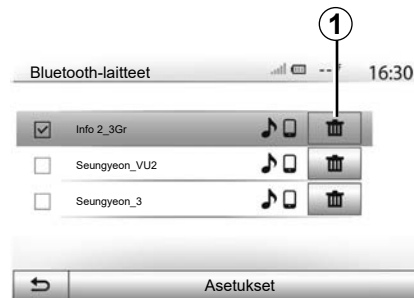 1
Bluetooth-laitteet
16:30
Info 2_3Gr
Seungyeon_VU2
Seungyeon_3
Asetukset